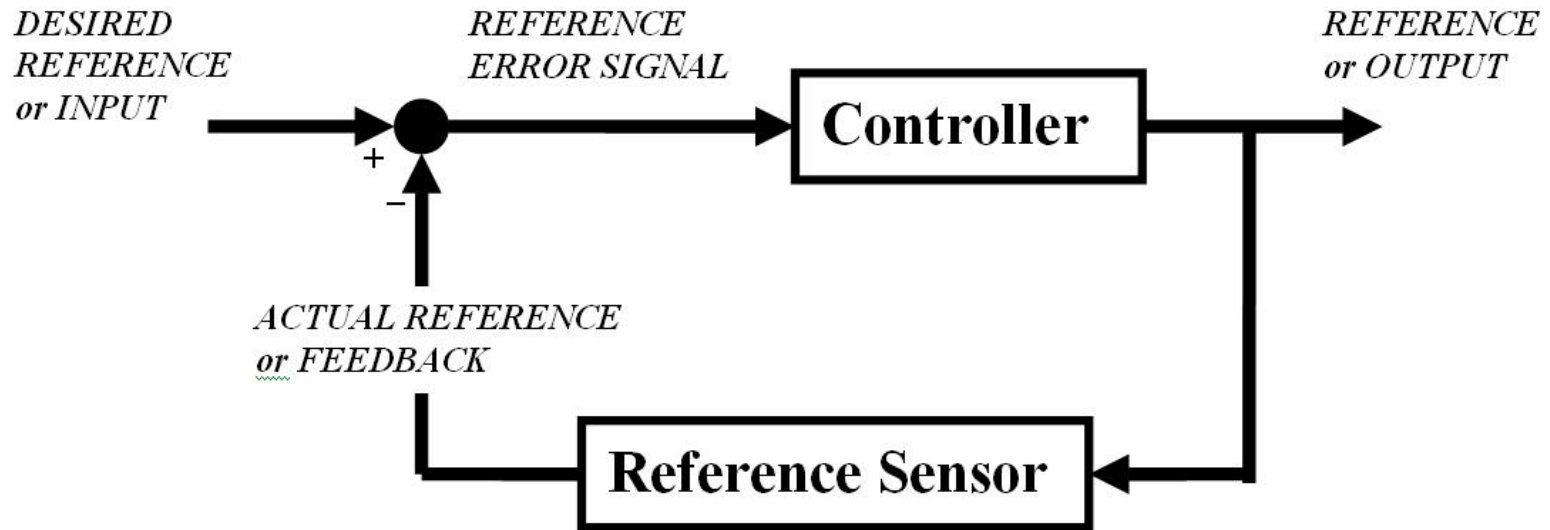 DESIRED
REFERENCE
or INPUT
REFERENCE
ERROR SIGNAL
REFERENCE
or OUTPUT
Controller
+
−
ACTUAL REFERENCE
or FEEDBACK
Reference Sensor